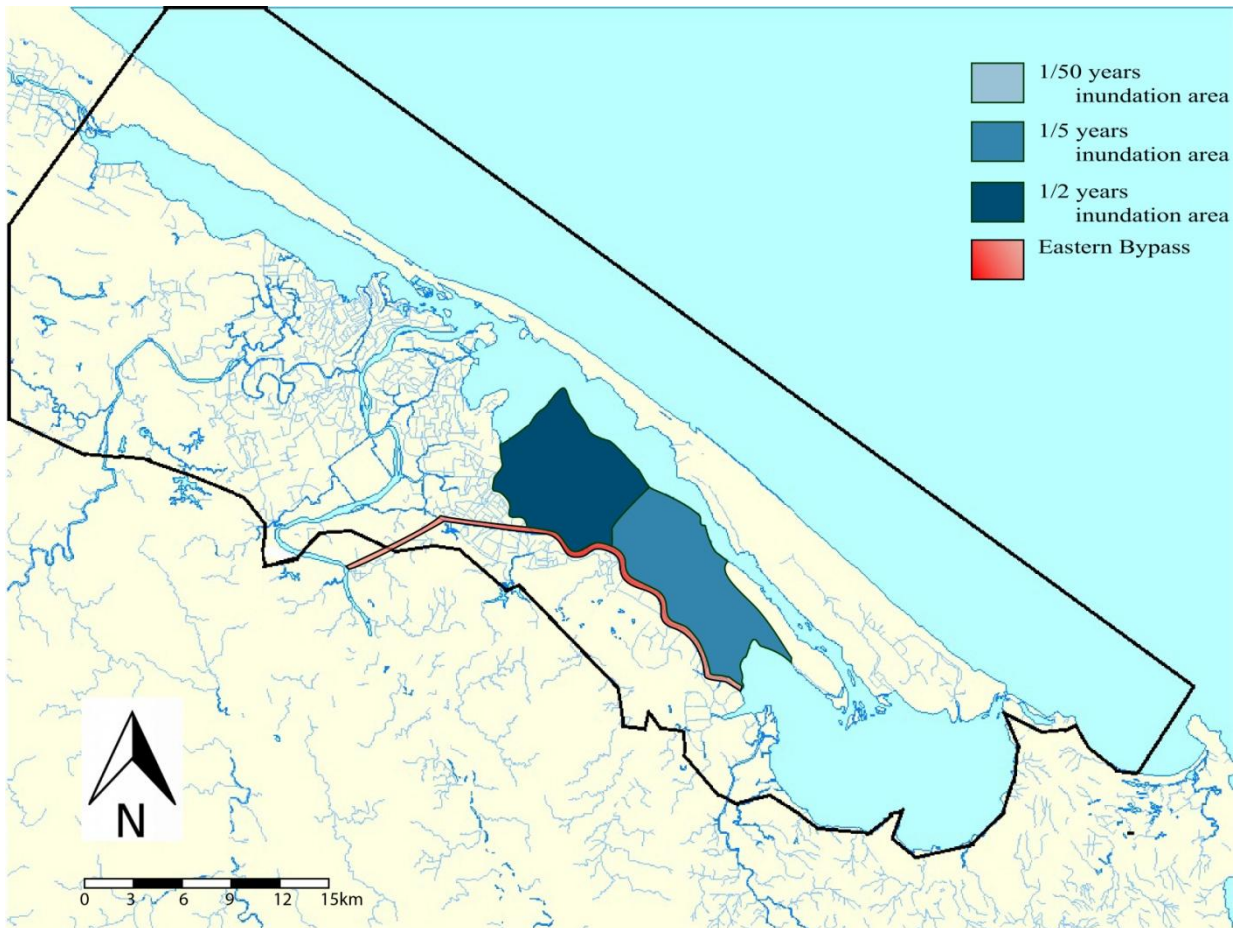 1/50 years
inundation area
1/5 years
inundation area
1/2 years
inundation area
Eastern Bypass
N
0 3 6 9 12 15km